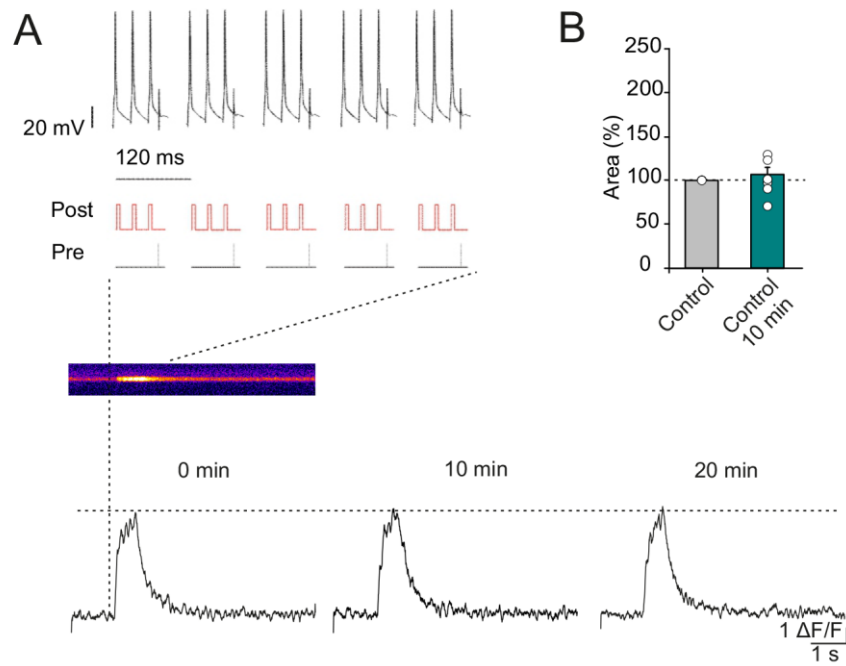 A
20 mV
120 ms
Post
Pre
B
250
200
150
100
50
0
Area (%)
Control
Control
10 min
0 min
10 min
20 min
1 ΔF/F
1 s